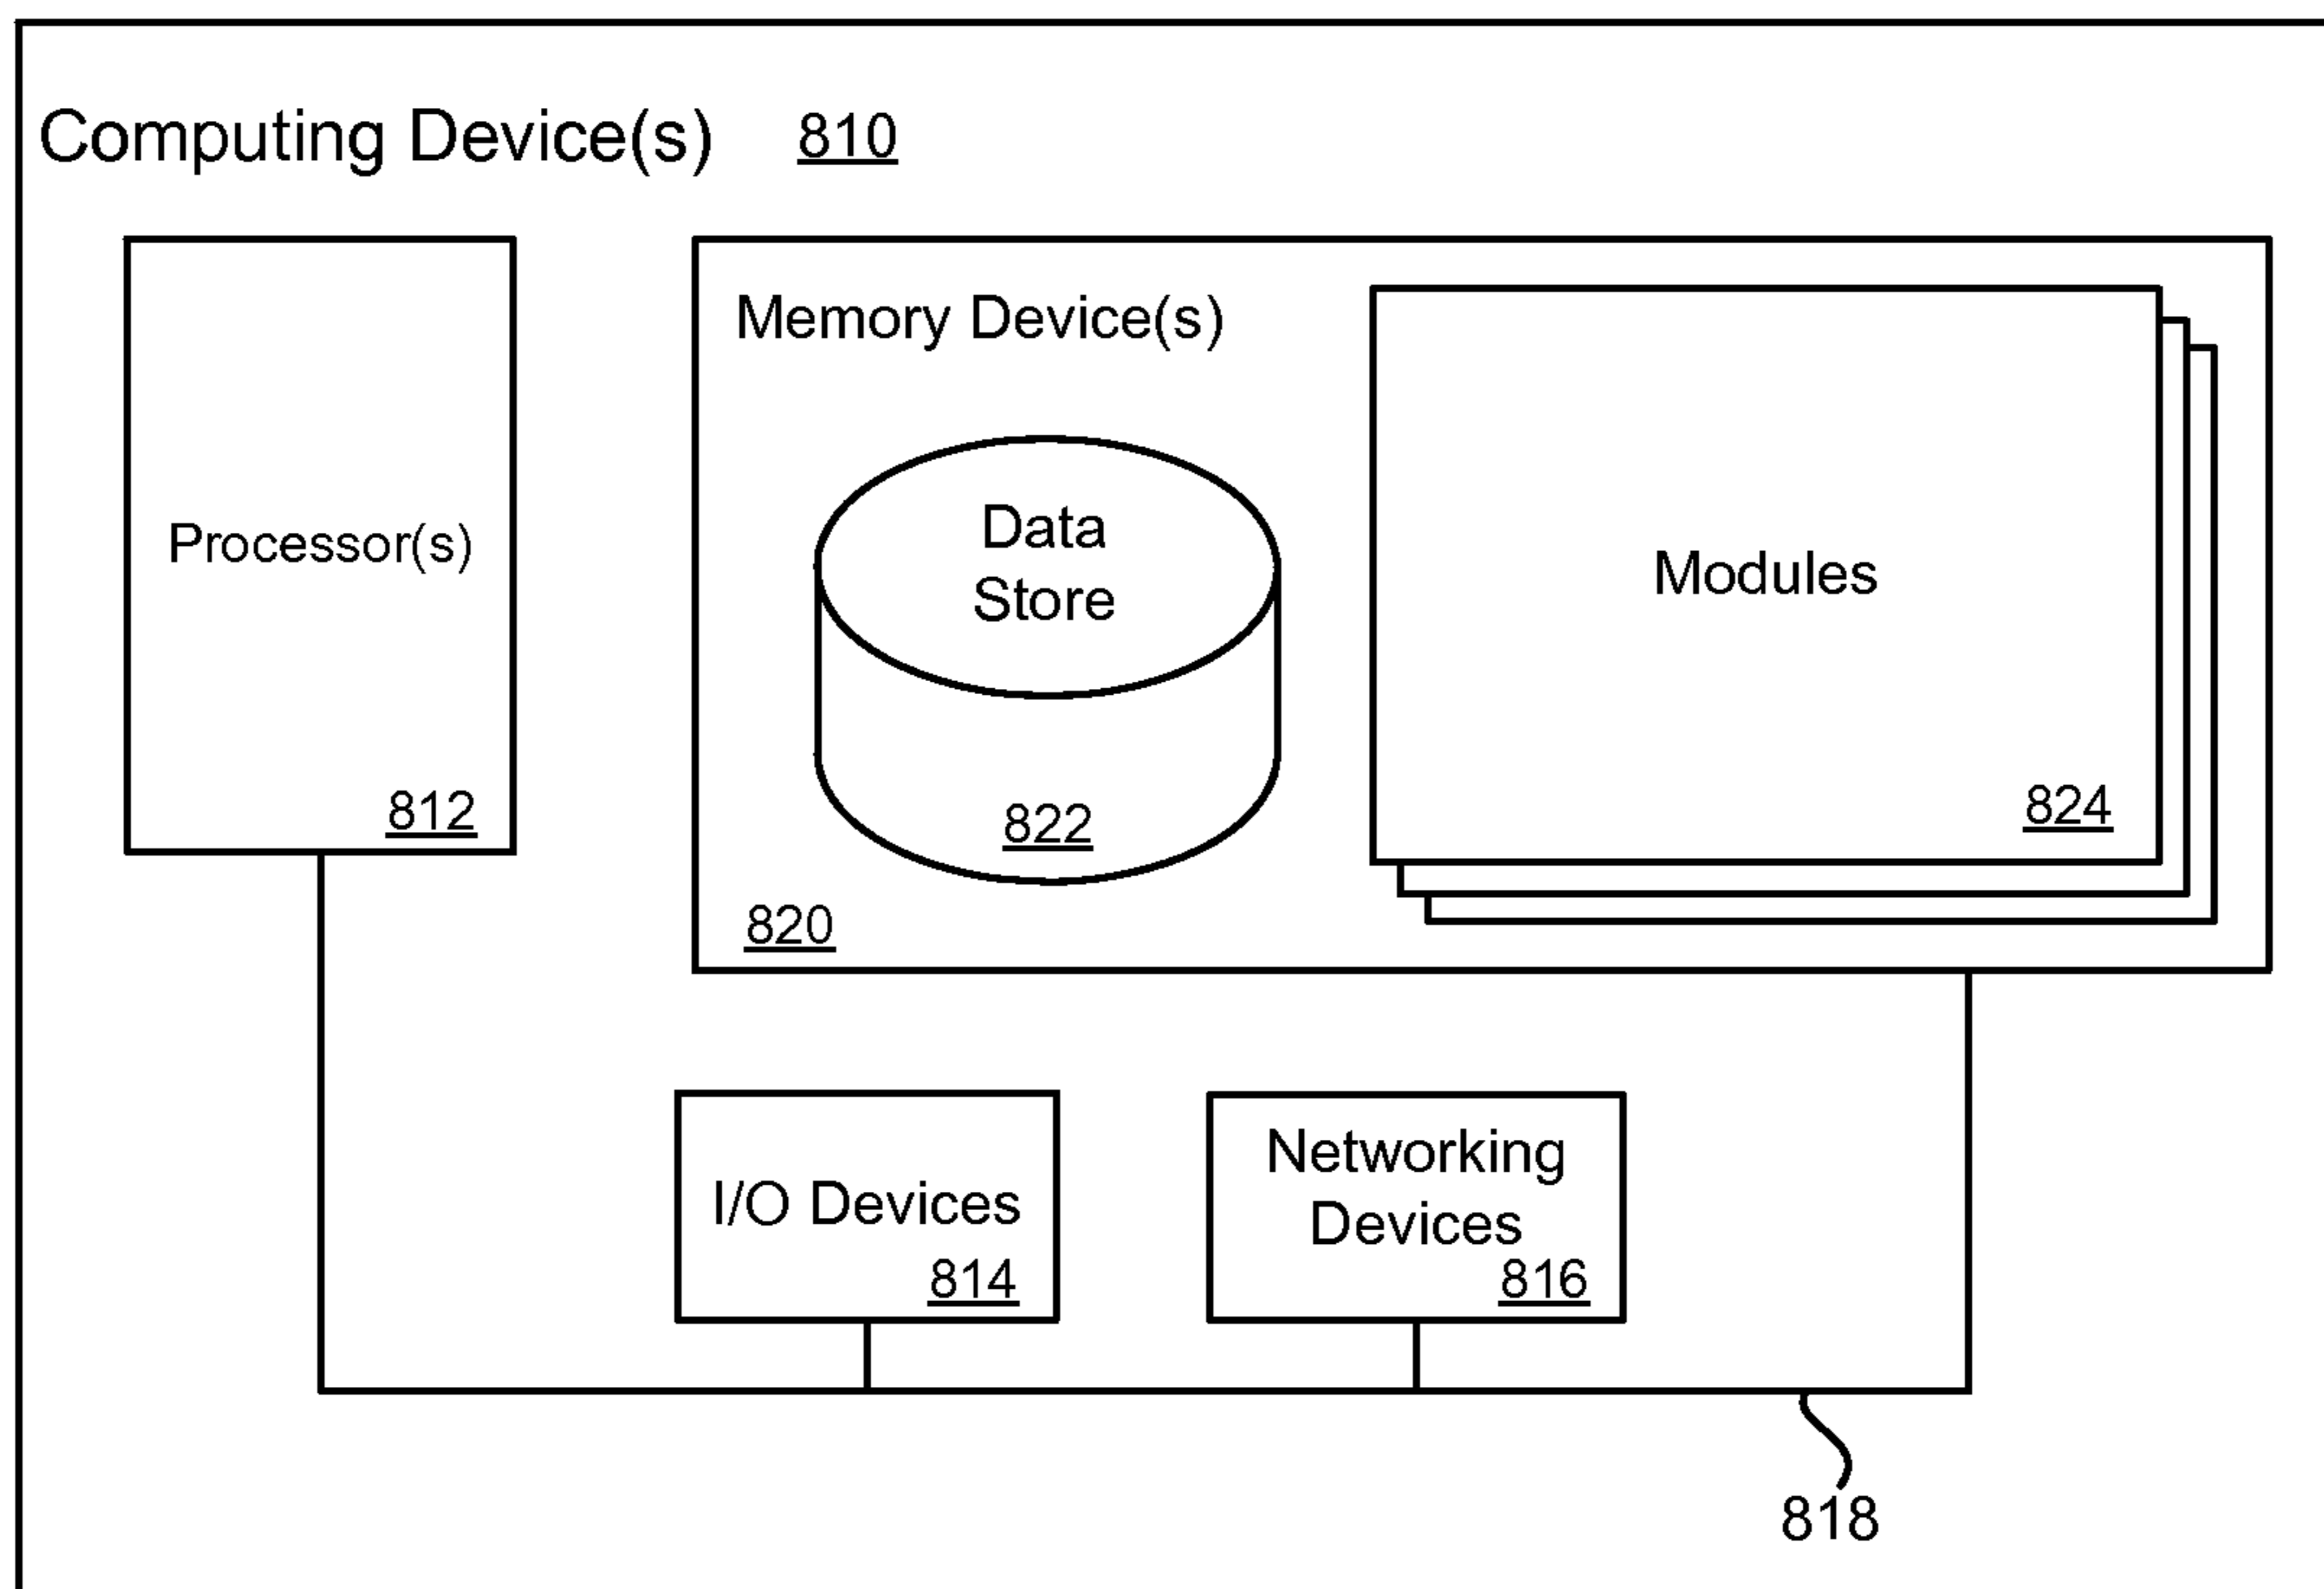 Computing Device(s) 810
Processor(s)
812
Memory Device(s)
Data
Store
822
820
Modules
824
I/O Devices
814
Networking
Devices
816
818